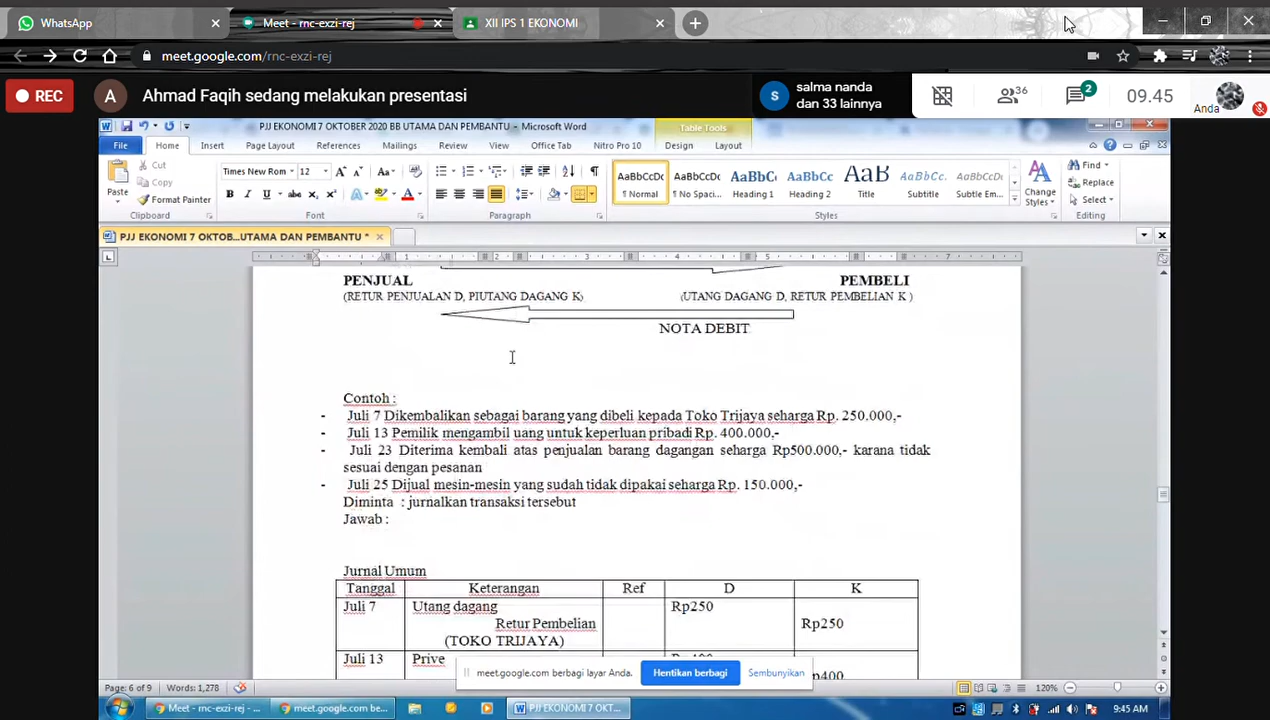 WhatsApp
Meet - rnc-exzi-rej
XII IPS 1 EKONOMI
meet.google.com/rnc-exzi-rej
REC
A
Ahmad Faqih sedang melakukan presentasi
S
salma nanda
dan 33 lainnya
36
2
09.45
Anda
PJJ EKONOMI 7 OKTOBER 2020 BB UTAMA DAN PEMBANTU - Microsoft Word
Table Tools
File Home Insert Page Layout References Mailings Review View Office Tab Nitro Pro 10 Design Layout
Paste
Cut
Copy
Format Painter
Times New Rom 12
AaBbCcDc AaBbCcDc AaBbC AaBbCc AaB AaBbCc. AaBbCcDc
¶ Normal ¶ No Spaci... Heading 1 Heading 2 Title Subtitle Subtle Em...
Change
Styles
Find
Replace
Select
Clipboard Font Paragraph Styles Editing
PJJ EKONOMI 7 OKTOB...UTAMA DAN PEMBANTU *
1 2 3 4 5 6 7
PENJUAL PEMBELI
(RETUR PENJUALAN D, PIUTANG DAGANG K) (UTANG DAGANG D, RETUR PEMBELIAN K )
NOTA DEBIT
Contoh :
- Juli 7 Dikembalikan sebagai barang yang dibeli kepada Toko Trijaya seharga Rp. 250.000,-
- Juli 13 Pemilik mengambil uang untuk keperluan pribadi Rp. 400.000,-
- Juli 23 Diterima kembali atas penjualan barang dagangan seharga Rp500.000,- karana tidak
sesuai dengan pesanan
- Juli 25 Dijual mesin-mesin yang sudah tidak dipakai seharga Rp. 150.000,-
Diminta : jurnalkan transaksi tersebut
Jawab :
Jurnal Umum
Tanggal Keterangan Ref D K
Juli 7 Utang dagang Rp250
Retur Pembelian Rp250
(TOKO TRIJAYA)
Juli 13 Prive Rp400
Rp400
meet.google.com berbagi layar Anda. Hentikan berbagi Sembunyikan
Page: 6 of 9 Words: 1,278 120%
Meet - rnc-exzi-rej - ... meet.google.com be... PJJ EKONOMI 7 OKT... 9:45 AM